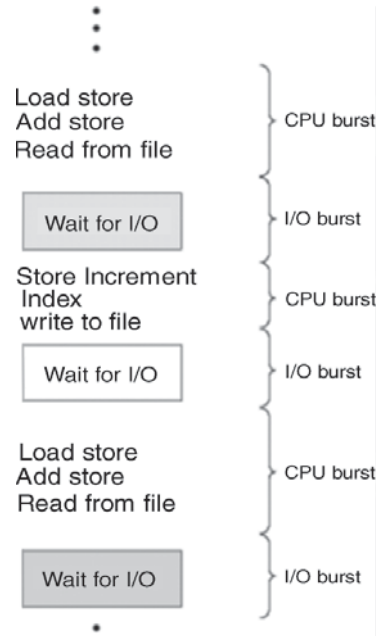 Load store
Add store
Read from file
CPU burst
Wait for I/O
I/O burst
Store Increment
Index
write to file
CPU burst
Wait for I/O
I/O burst
Load store
Add store
Read from file
CPU burst
Wait for I/O
I/O burst